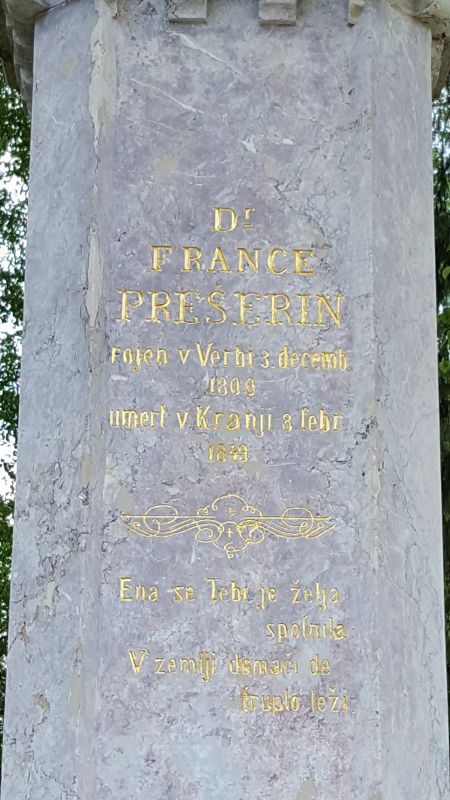 Dr
FRANCE
PREŠERIN
rojen v Verbi 3. decemb.
1800
umerl v Kranji 8 febr.
1849.
Ena se Tebi je želja
spolnila
V zemlji domači de
truplo leži.